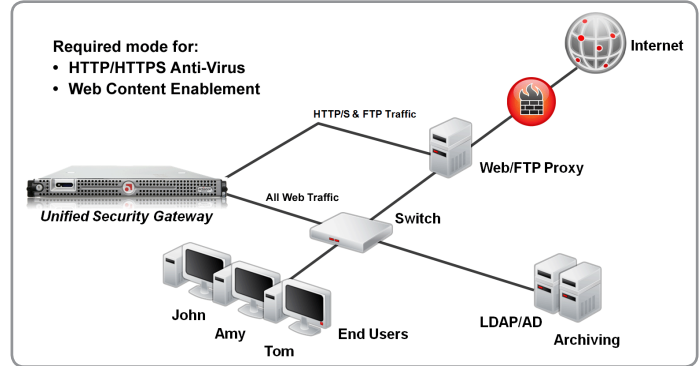 Required mode for:
• HTTP/HTTPS Anti-Virus
• Web Content Enablement
Internet
HTTP/S & FTP Traffic
Web/FTP Proxy
All Web Traffic
Unified Security Gateway
Switch
John
Amy
Tom
End Users
LDAP/AD
Archiving